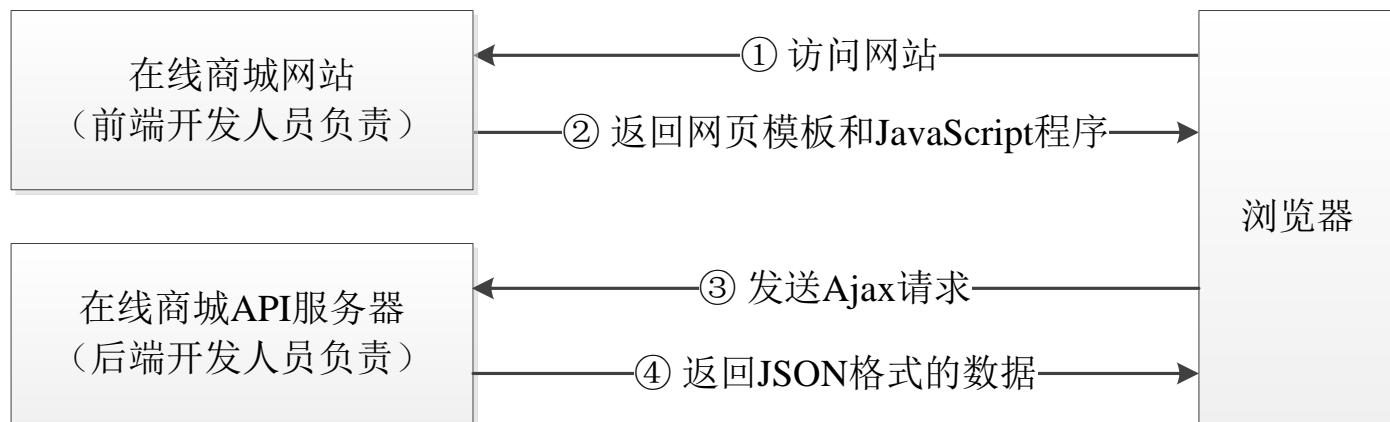 在线商城网站
（前端开发人员负责）
① 访问网站
② 返回网页模板和JavaScript程序
浏览器
在线商城API服务器
（后端开发人员负责）
③ 发送Ajax请求
④ 返回JSON格式的数据